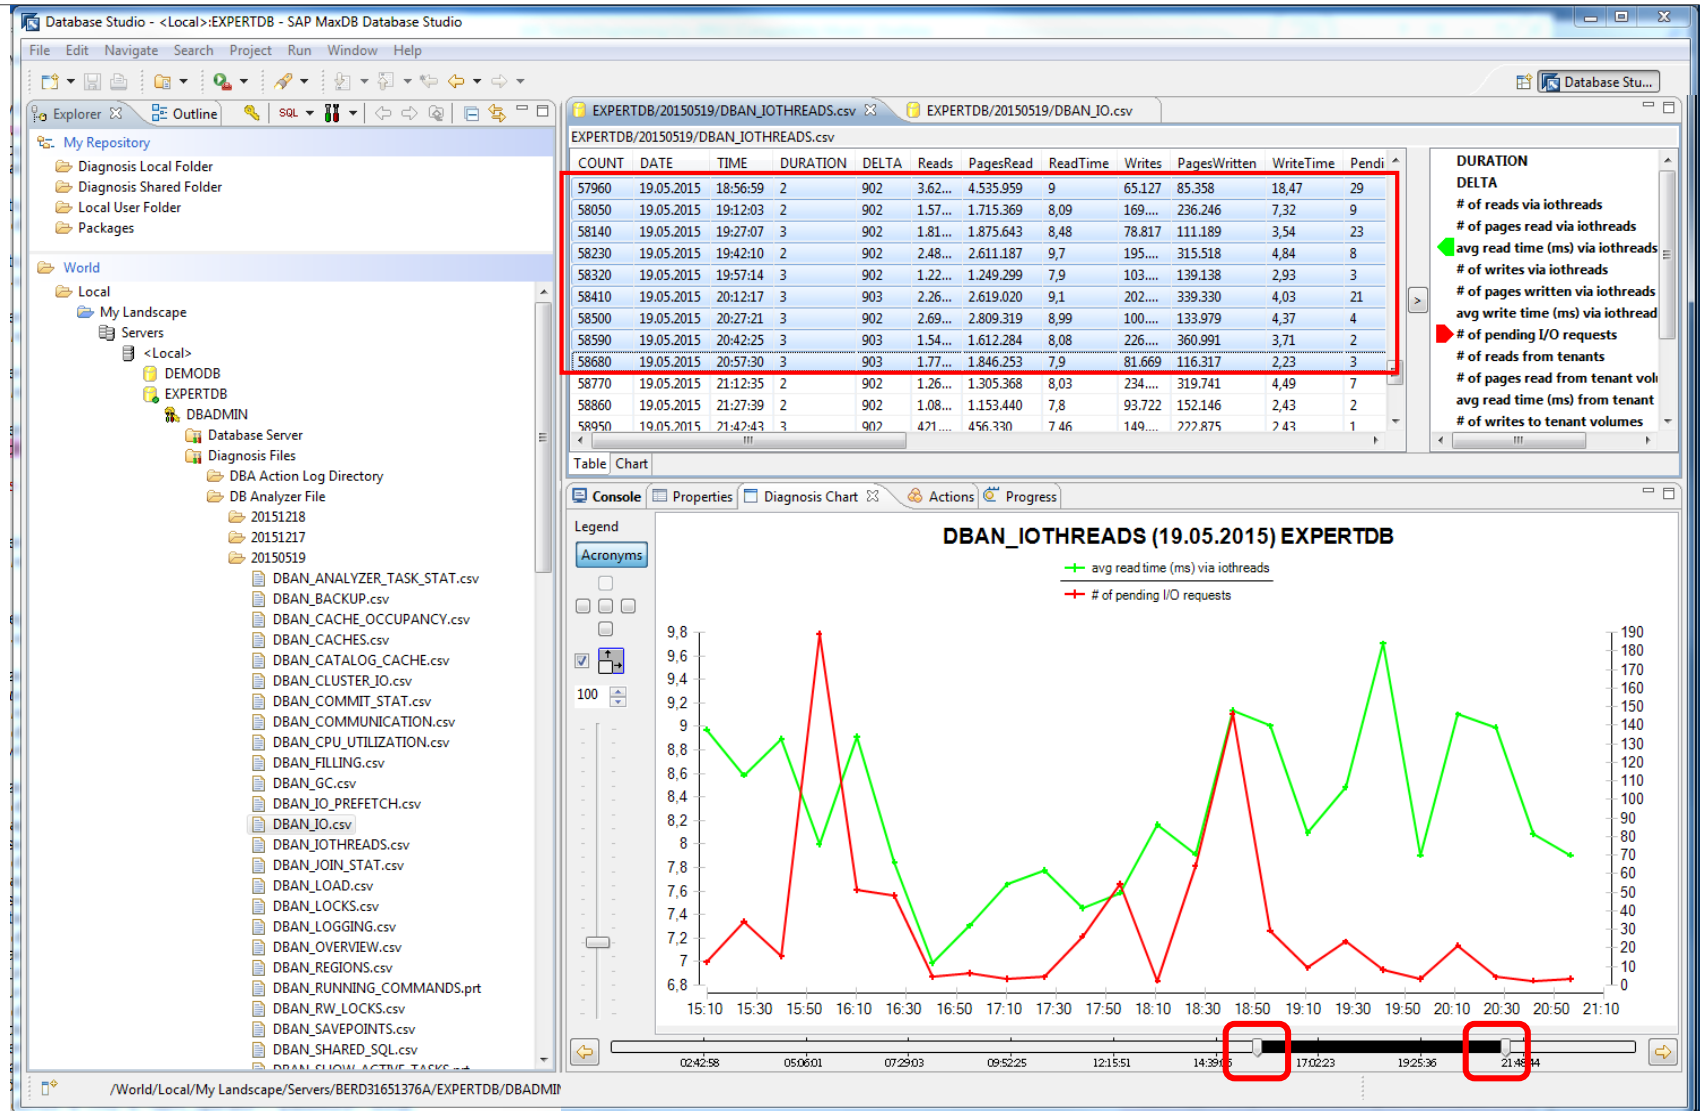 Database Studio - <Local>:EXPERTDB - SAP MaxDB Database Studio
File Edit Navigate Search Project Run Window Help
Database Stu...
Explorer Outline SQL
My Repository
Diagnosis Local Folder
Diagnosis Shared Folder
Local User Folder
Packages
World
Local
My Landscape
Servers
<Local>
DEMODB
EXPERTDB
DBADMIN
Database Server
Diagnosis Files
DBA Action Log Directory
DB Analyzer File
20151218
20151217
20150519
DBAN_ANALYZER_TASK_STAT.csv
DBAN_BACKUP.csv
DBAN_CACHE_OCCUPANCY.csv
DBAN_CACHES.csv
DBAN_CATALOG_CACHE.csv
DBAN_CLUSTER_IO.csv
DBAN_COMMIT_STAT.csv
DBAN_COMMUNICATION.csv
DBAN_CPU_UTILIZATION.csv
DBAN_FILLING.csv
DBAN_GC.csv
DBAN_IO_PREFETCH.csv
DBAN_IO.csv
DBAN_IOTHREADS.csv
DBAN_JOIN_STAT.csv
DBAN_LOAD.csv
DBAN_LOCKS.csv
DBAN_LOGGING.csv
DBAN_OVERVIEW.csv
DBAN_REGIONS.csv
DBAN_RUNNING_COMMANDS.prt
DBAN_RW_LOCKS.csv
DBAN_SAVEPOINTS.csv
DBAN_SHARED_SQL.csv
EXPERTDB/20150519/DBAN_IOTHREADS.csv EXPERTDB/20150519/DBAN_IO.csv
EXPERTDB/20150519/DBAN_IOTHREADS.csv
COUNT DATE TIME DURATION DELTA Reads PagesRead ReadTime Writes PagesWritten WriteTime Pendi
57960 19.05.2015 18:56:59 2 902 3.62... 4.535.959 9 65.127 85.358 18,47 29
58050 19.05.2015 19:12:03 2 902 1.57... 1.715.369 8,09 169.... 236.246 7,32 9
58140 19.05.2015 19:27:07 3 902 1.81... 1.875.643 8,48 78.817 111.189 3,54 23
58230 19.05.2015 19:42:10 2 902 2.48... 2.611.187 9,7 195.... 315.518 4,84 8
58320 19.05.2015 19:57:14 3 902 1.22... 1.249.299 7,9 103.... 139.138 2,93 3
58410 19.05.2015 20:12:17 3 903 2.26... 2.619.020 9,1 202.... 339.330 4,03 21
58500 19.05.2015 20:27:21 3 902 2.69... 2.809.319 8,99 100.... 133.979 4,37 4
58590 19.05.2015 20:42:25 3 903 1.54... 1.612.284 8,08 226.... 360.991 3,71 2
58680 19.05.2015 20:57:30 3 903 1.77... 1.846.253 7,9 81.669 116.317 2,23 3
58770 19.05.2015 21:12:35 2 902 1.26... 1.305.368 8,03 234.... 319.741 4,49 7
58860 19.05.2015 21:27:39 2 902 1.08... 1.153.440 7,8 93.722 152.146 2,43 2
58950 19.05.2015 21:42:43 3 902 421.... 456.330 7,46 149.... 222.875 2,43 1
DURATION
DELTA
# of reads via iothreads
# of pages read via iothreads
avg read time (ms) via iothreads
# of writes via iothreads
# of pages written via iothreads
avg write time (ms) via iothread
# of pending I/O requests
# of reads from tenants
# of pages read from tenant vol
avg read time (ms) from tenant
# of writes to tenant volumes
>
Table Chart
Console Properties Diagnosis Chart Actions Progress
Legend
Acronyms
100
DBAN_IOTHREADS (19.05.2015) EXPERTDB
avg read time (ms) via iothreads
# of pending I/O requests
9,8
9,6
9,4
9,2
9
8,8
8,6
8,4
8,2
8
7,8
7,6
7,4
7,2
7
6,8
190
180
170
160
150
140
130
120
110
100
90
80
70
60
50
40
30
20
10
0
15:10 15:30 15:50 16:10 16:30 16:50 17:10 17:30 17:50 18:10 18:30 18:50 19:10 19:30 19:50 20:10 20:30 20:50 21:10
02:42:58 05:06:01 07:29:03 09:52:25 12:15:51 17:02:23 19:25:36
/World/Local/My Landscape/Servers/BERD31651376A/EXPERTDB/DBADMIN